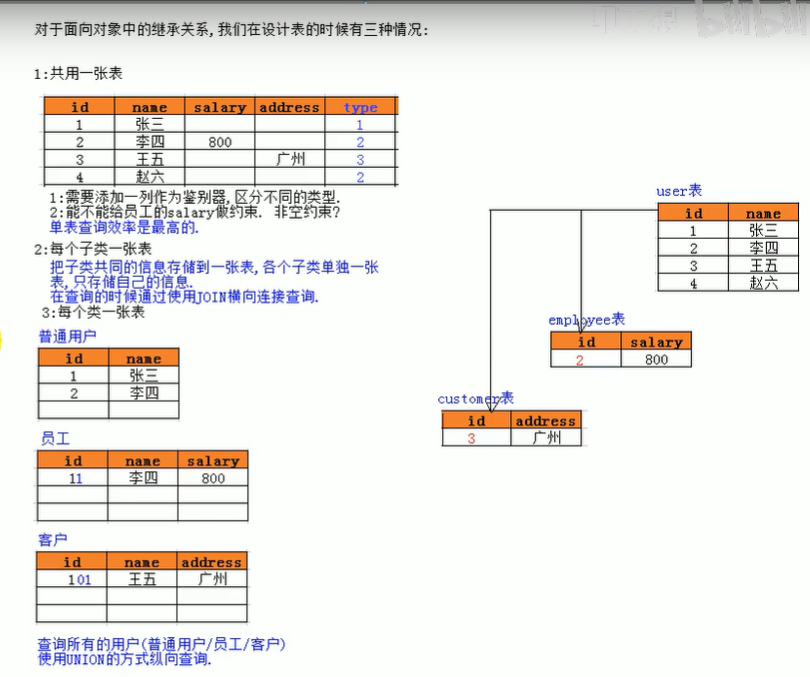 对于面向对象中的继承关系,我们在设计表的时候有三种情况:
1:共用一张表
id name salary address type
1 张三 1
2 李四 800 2
3 王五 广州 3
4 赵六 2
1:需要添加一列作为鉴别器,区分不同的类型.
2:能不能给员工的salary做约束. 非空约束?
单表查询效率是最高的.
2:每个子类一张表
把子类共同的信息存储到一张表,各个子类单独一张
表,只存储自己的信息.
在查询的时候通过使用JOIN横向连接查询.
3:每个类一张表
普通用户
id name
1 张三
2 李四
员工
id name salary
11 李四 800
客户
id name address
101 王五 广州
查询所有的用户(普通用户/员工/客户)
使用UNION的方式纵向查询.
user表
id name
1 张三
2 李四
3 王五
4 赵六
employee表
id salary
2 800
customer表
id address
3 广州
bilibili